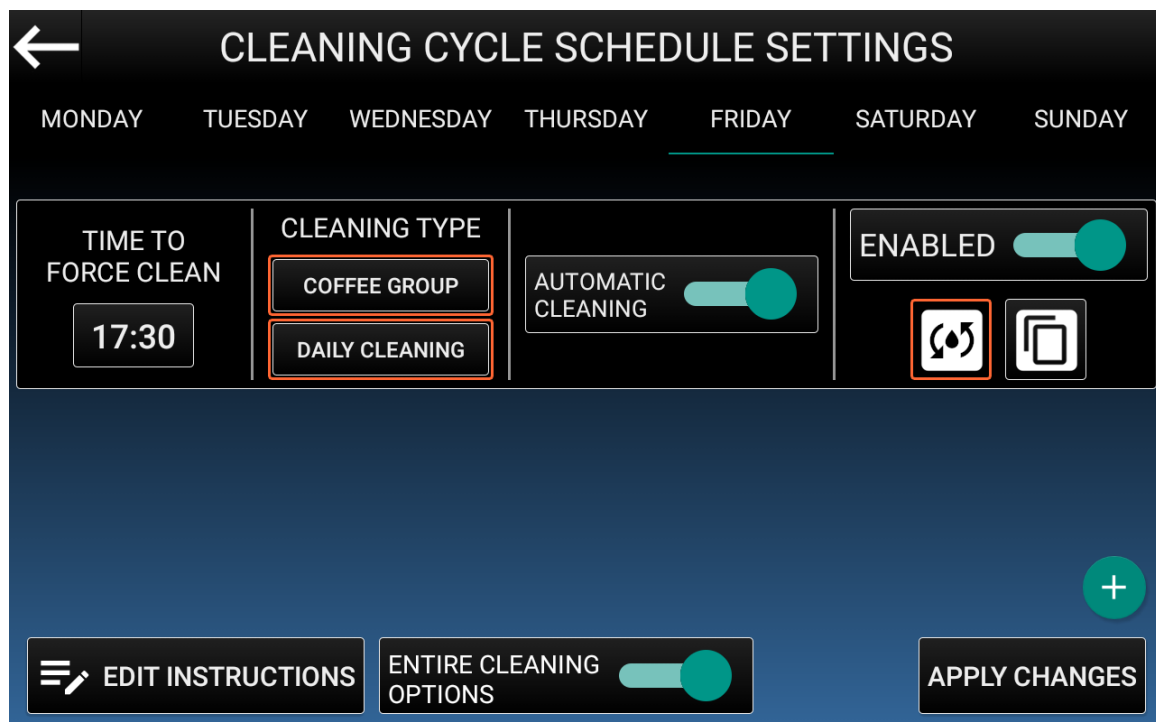 CLEANING CYCLE SCHEDULE SETTINGS
MONDAY TUESDAY WEDNESDAY THURSDAY FRIDAY SATURDAY SUNDAY
TIME TO
FORCE CLEAN
17:30
CLEANING TYPE
COFFEE GROUP
DAILY CLEANING
AUTOMATIC
CLEANING
ENABLED
EDIT INSTRUCTIONS
ENTIRE CLEANING
OPTIONS
APPLY CHANGES